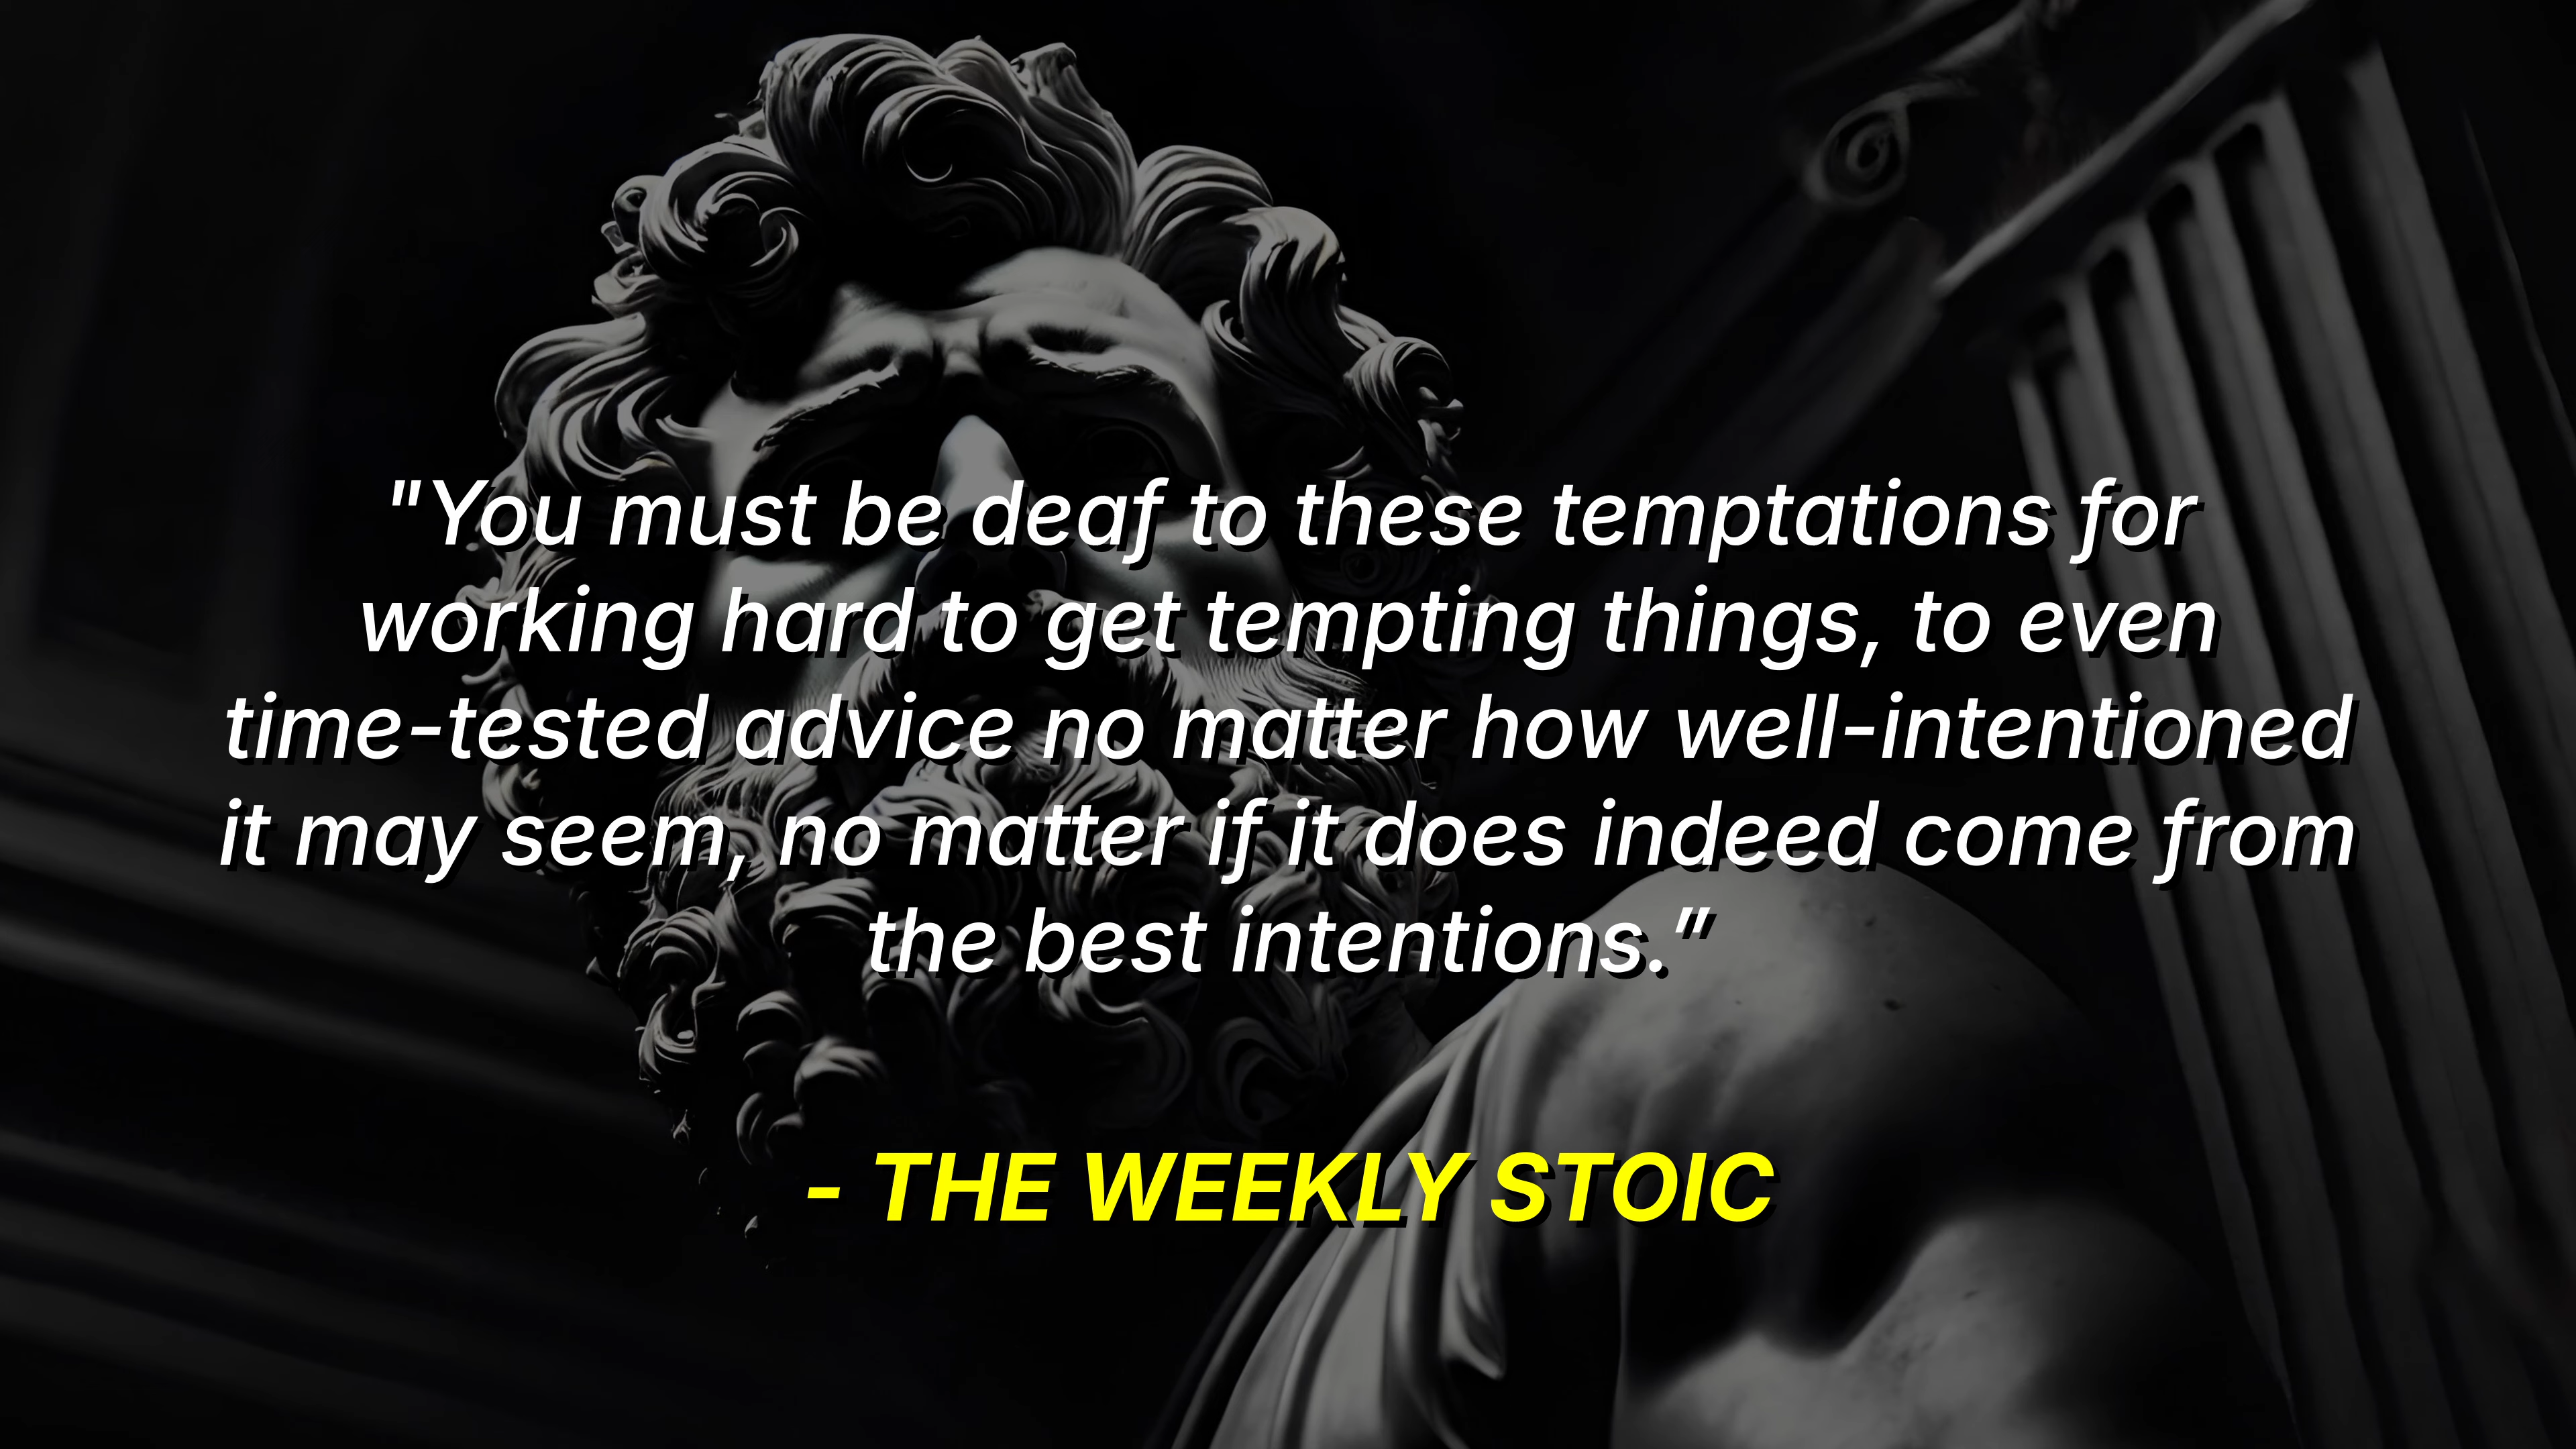 "You must be deaf to these temptations for
working hard to get tempting things, to even
time-tested advice no matter how well-intentioned
it may seem, no matter if it does indeed come from
the best intentions.”
- THE WEEKLY STOIC